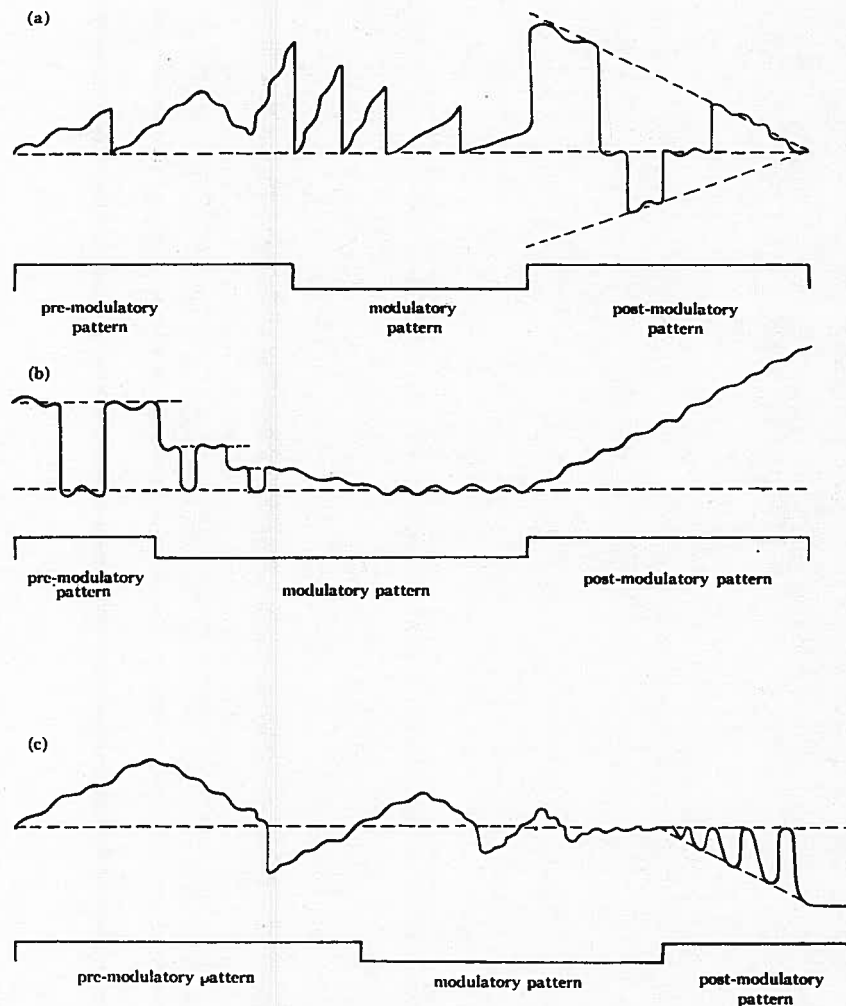 (a)
pre-modulatory
pattern
modulatory
pattern
post-modulatory
pattern
(b)
pre-modulatory
pattern
modulatory pattern
post-modulatory pattern
(c)
pre-modulatory pattern
modulatory pattern
post-modulatory
pattern